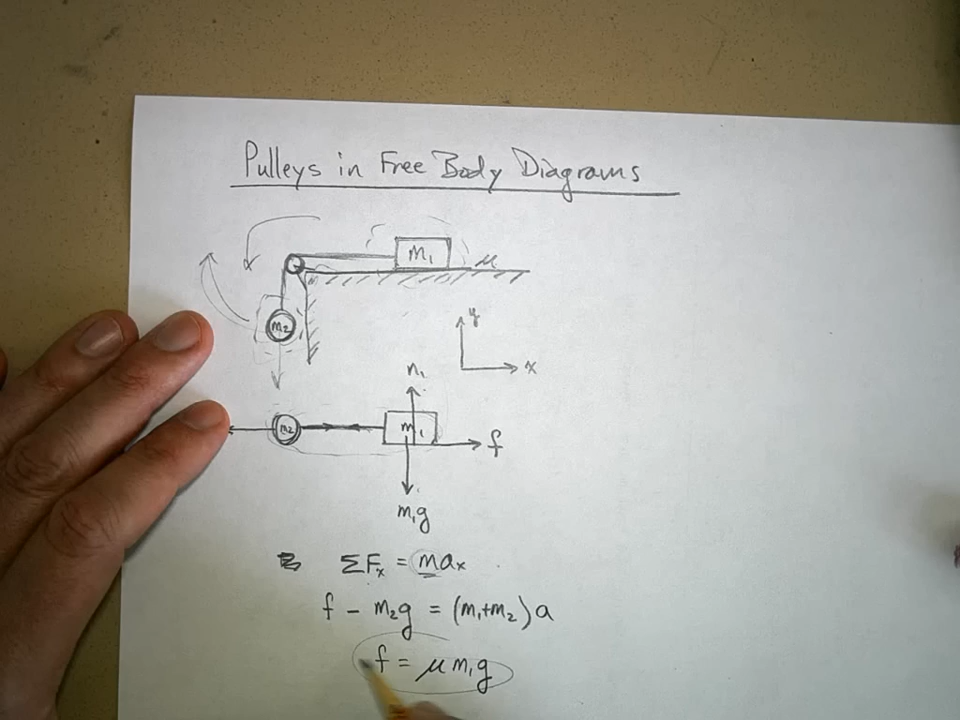 Pulleys in Free Body Diagrams
m₁
μ
m₂
y
x
n₁
m₂
m₁
f
m₁g
ΣFₓ = maₓ
f - m₂g = (m₁+m₂)a
f = μm₁g